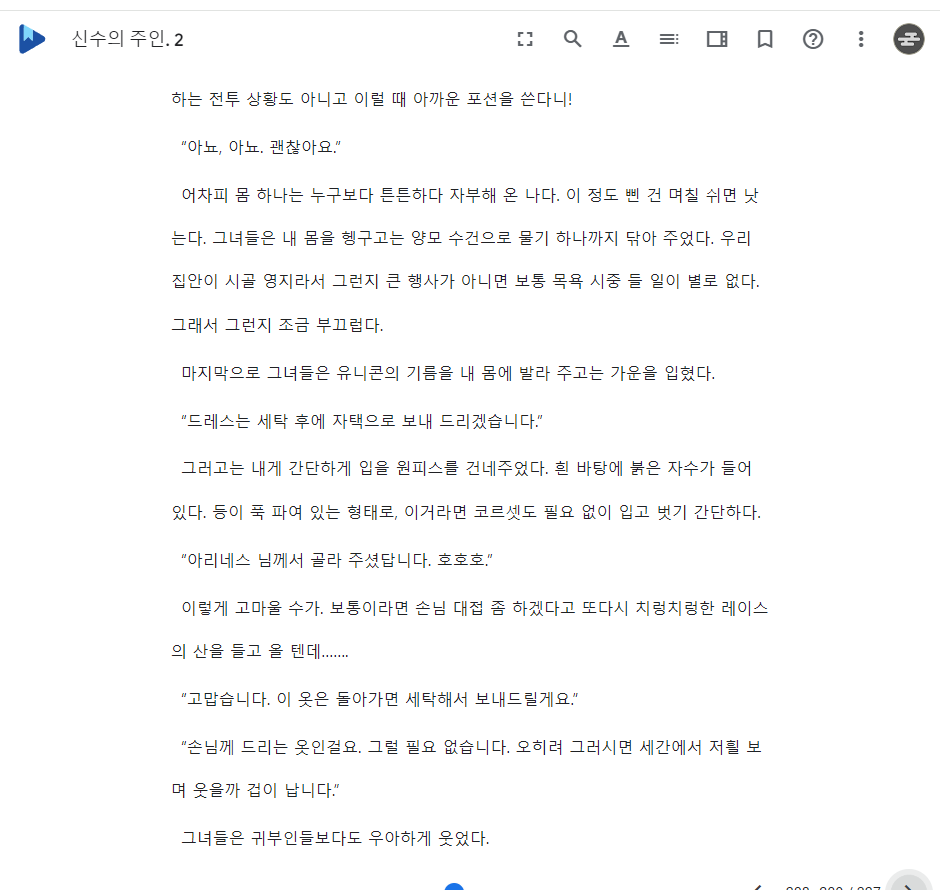 신수의 주인. 2
하는 전투 상황도 아니고 이럴 때 아까운 포션을 쓴다니!
“아뇨, 아뇨. 괜찮아요.”
어차피 몸 하나는 누구보다 튼튼하다 자부해 온 나다. 이 정도 삔 건 며칠 쉬면 낫
는다. 그녀들은 내 몸을 헹구고는 양모 수건으로 물기 하나까지 닦아 주었다. 우리
집안이 시골 영지라서 그런지 큰 행사가 아니면 보통 목욕 시중 들 일이 별로 없다.
그래서 그런지 조금 부끄럽다.
마지막으로 그녀들은 유니콘의 기름을 내 몸에 발라 주고는 가운을 입혔다.
“드레스는 세탁 후에 자택으로 보내 드리겠습니다.”
그러고는 내게 간단하게 입을 원피스를 건네주었다. 흰 바탕에 붉은 자수가 들어
있다. 등이 푹 파여 있는 형태로, 이거라면 코르셋도 필요 없이 입고 벗기 간단하다.
“아리네스 님께서 골라 주셨답니다. 호호호.”
이렇게 고마울 수가. 보통이라면 손님 대접 좀 하겠다고 또다시 치렁치렁한 레이스
의 산을 들고 올 텐데…….
“고맙습니다. 이 옷은 돌아가면 세탁해서 보내드릴게요.”
“손님께 드리는 옷인걸요. 그럴 필요 없습니다. 오히려 그러시면 세간에서 저흴 보
며 웃을까 겁이 납니다.”
그녀들은 귀부인들보다도 우아하게 웃었다.